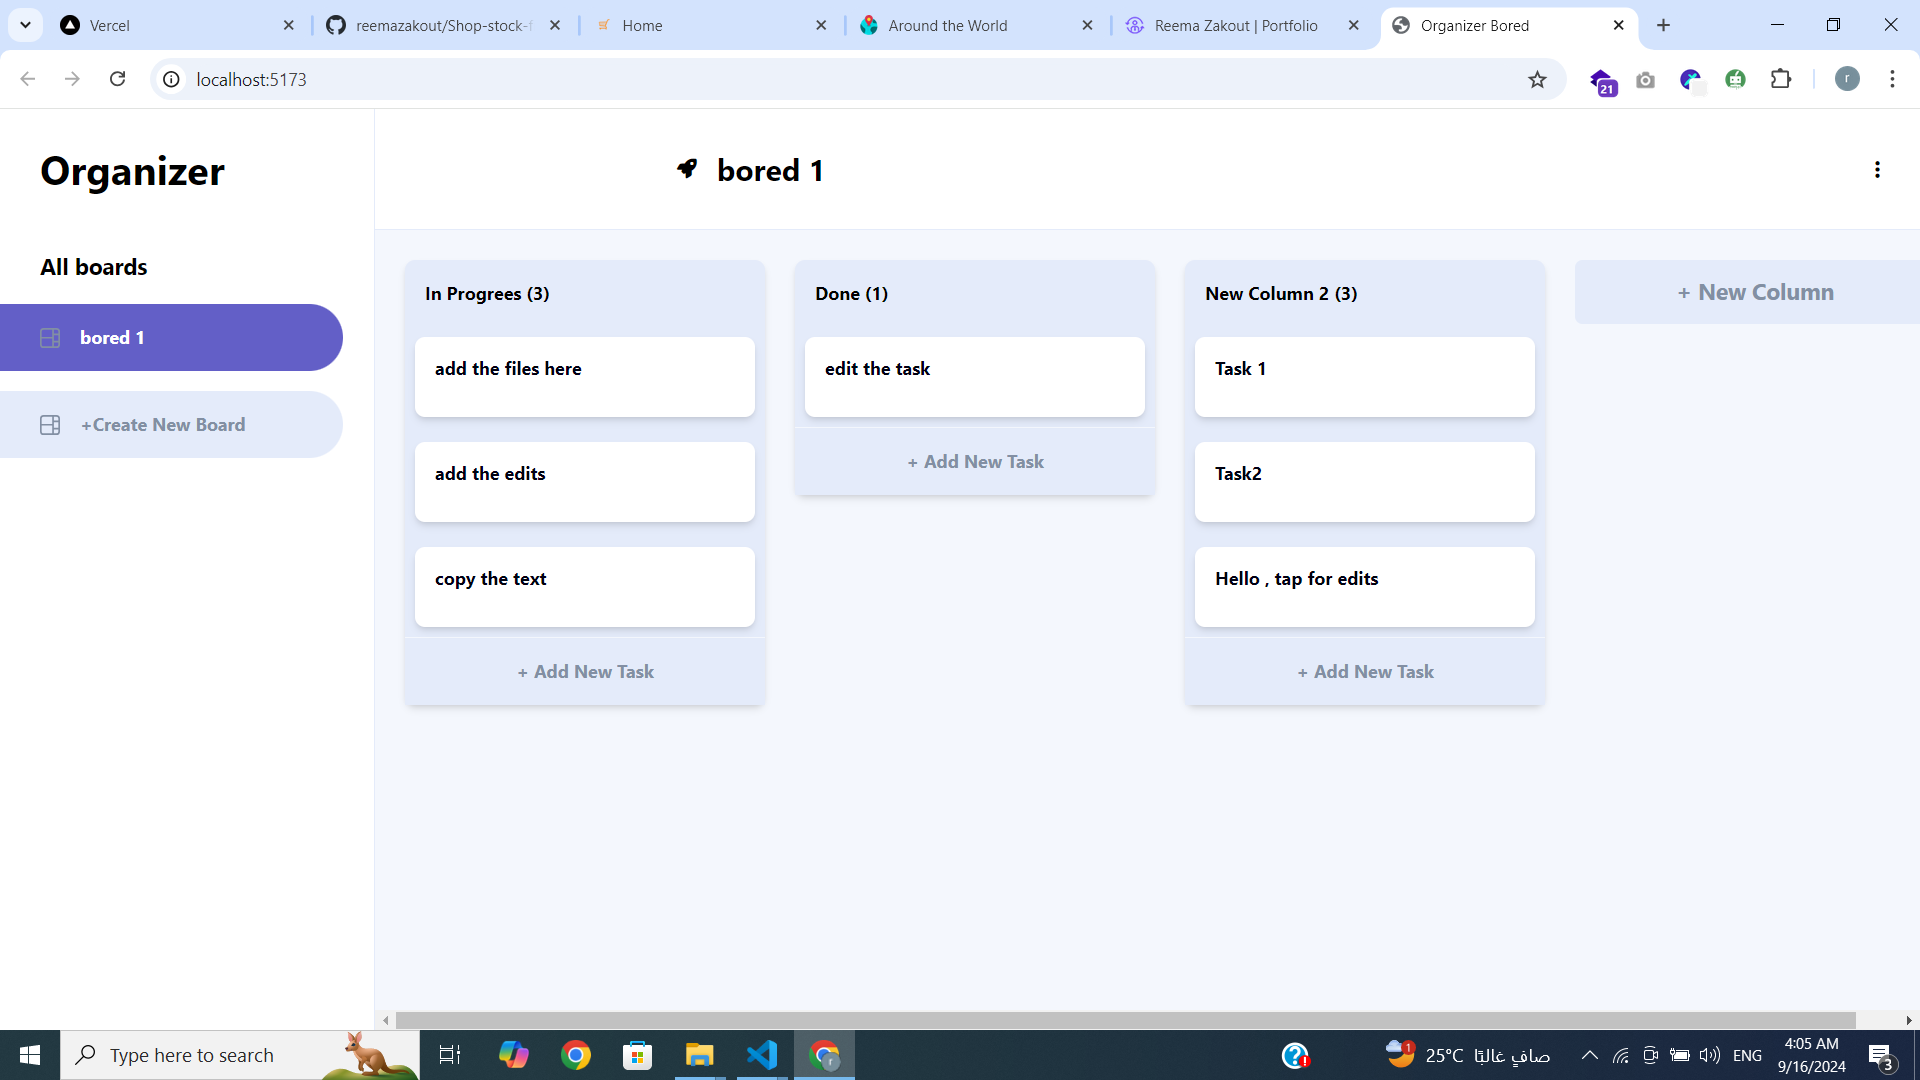 Vercel
reemazakout/Shop-stock-f
Home
Around the World
Reema Zakout | Portfolio
Organizer Bored
localhost:5173
21
r
Organizer
bored 1
All boards
bored 1
+Create New Board
In Progrees (3)
add the files here
add the edits
copy the text
+ Add New Task
Done (1)
edit the task
+ Add New Task
New Column 2 (3)
Task 1
Task2
Hello , tap for edits
+ Add New Task
+ New Column
Type here to search
r
1
25°C صافٍ غالبًا
ENG
4:05 AM
9/16/2024
3